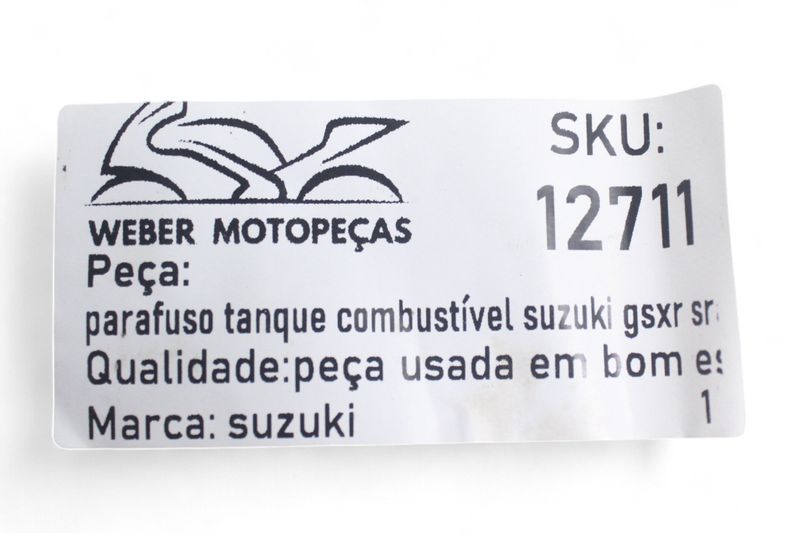 SKU:
12711
WEBER MOTOPEÇAS
Peça:
parafuso tanque combustível suzuki gsxr
Qualidade:peça usada em bom
Marca: suzuki
1